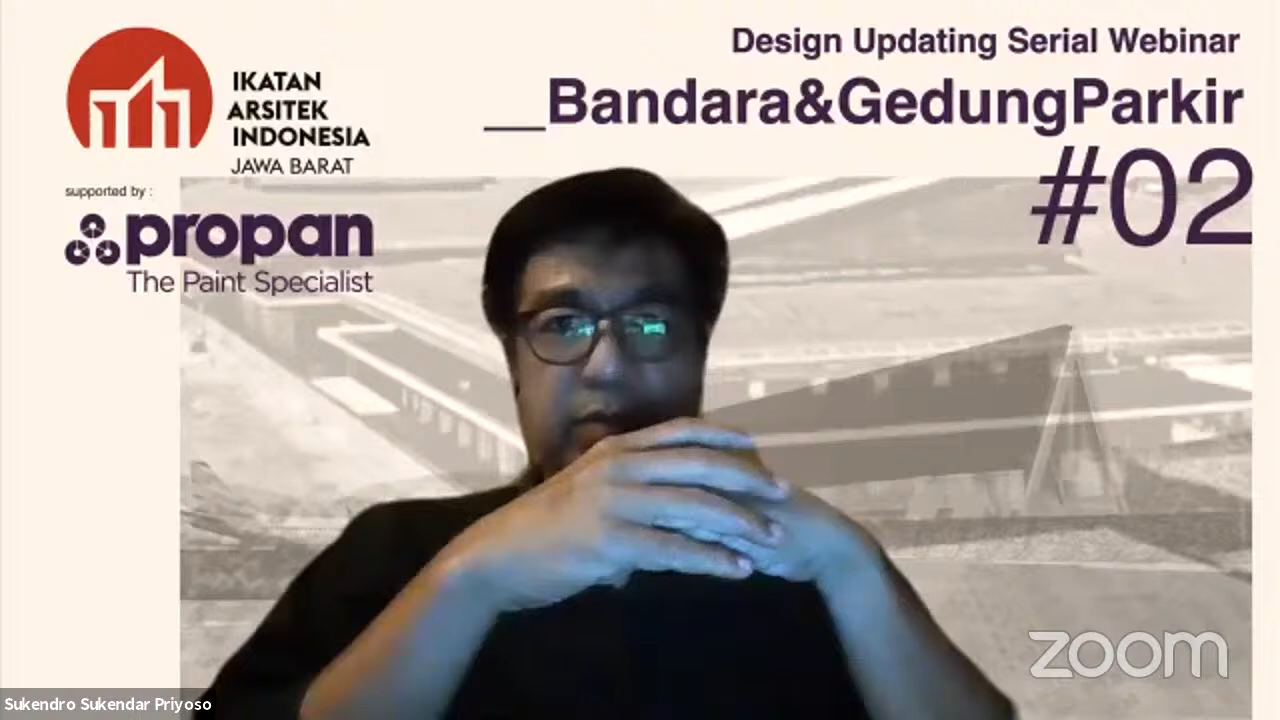 IKATAN
ARSITEK
INDONESIA
JAWA BARAT
supported by :
propan
The Paint Specialist
Design Updating Serial Webinar
__Bandara&GedungParkir
#02
zoom
Sukendro Sukendar Priyoso